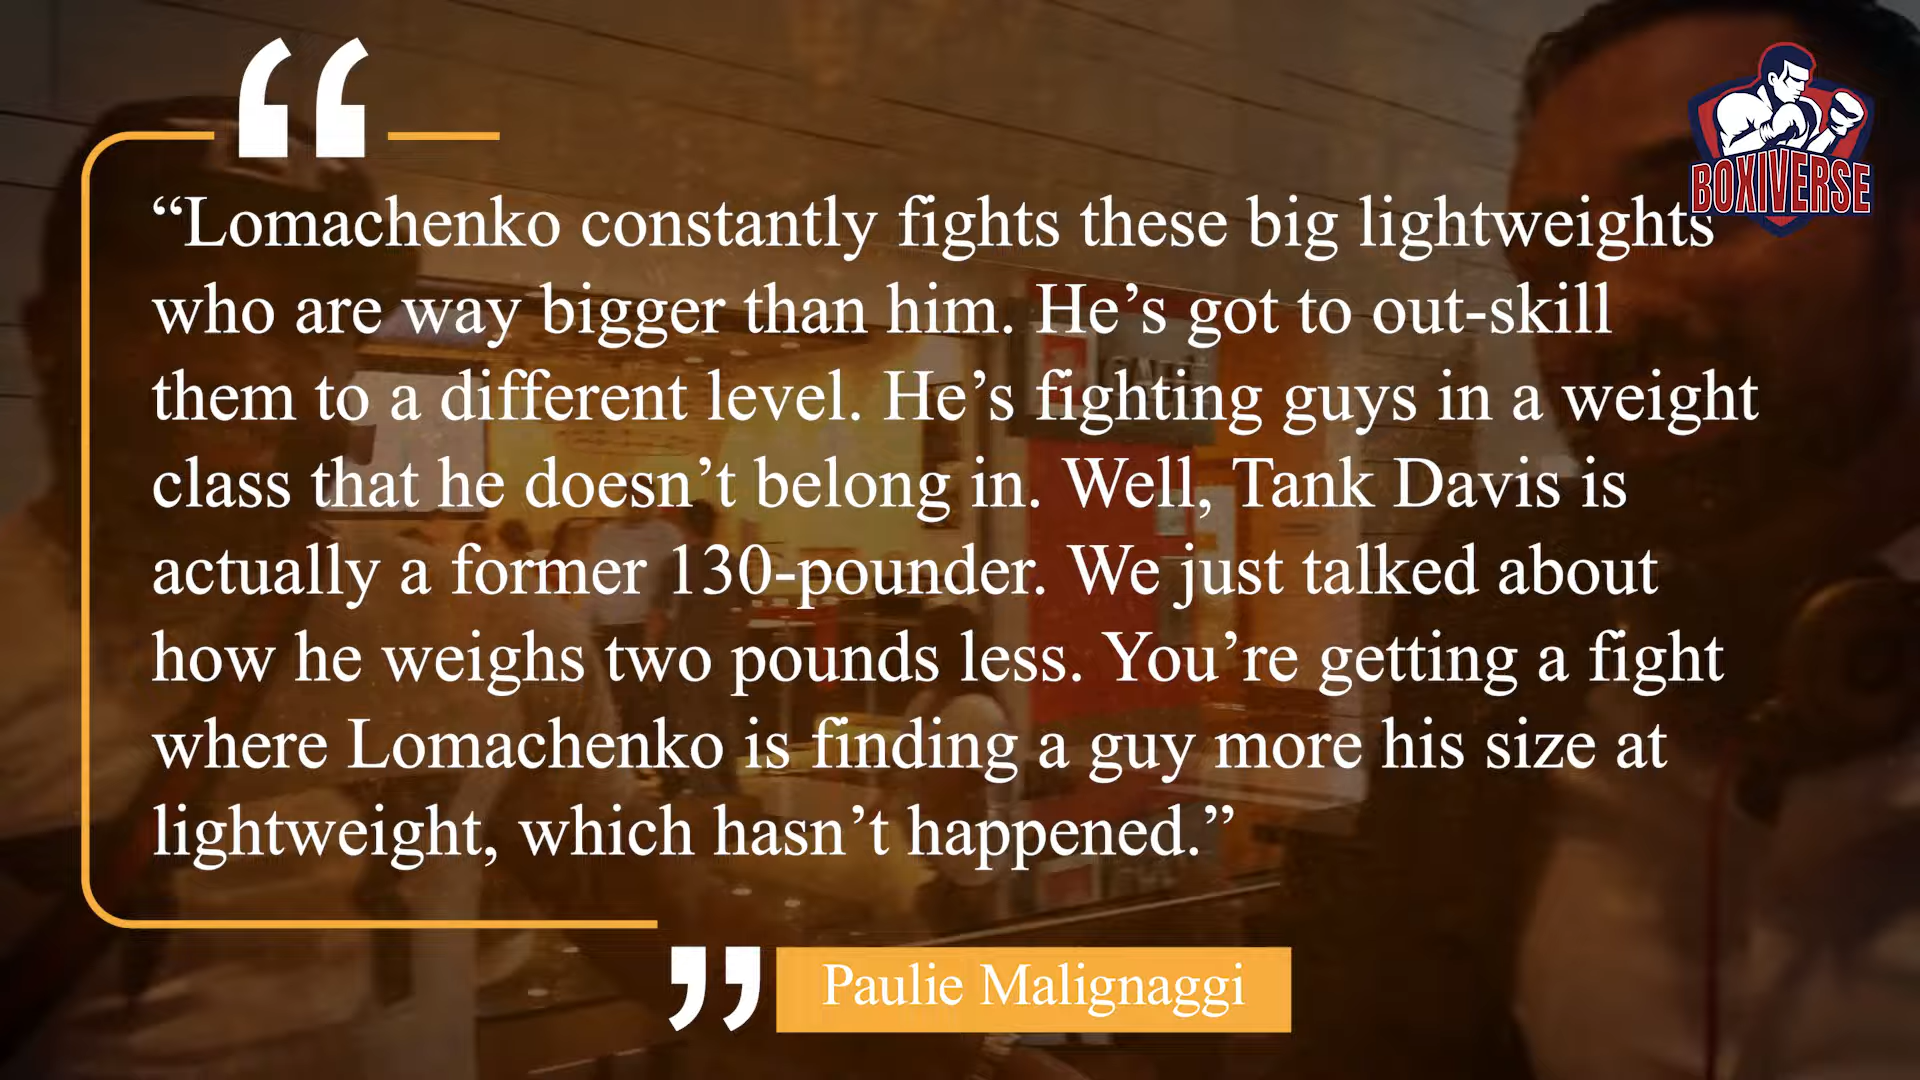 BOXIVERSE
“Lomachenko constantly fights these big lightweights
who are way bigger than him. He’s got to out-skill
them to a different level. He’s fighting guys in a weight
class that he doesn’t belong in. Well, Tank Davis is
actually a former 130-pounder. We just talked about
how he weighs two pounds less. You’re getting a fight
where Lomachenko is finding a guy more his size at
lightweight, which hasn’t happened.”
Paulie Malignaggi